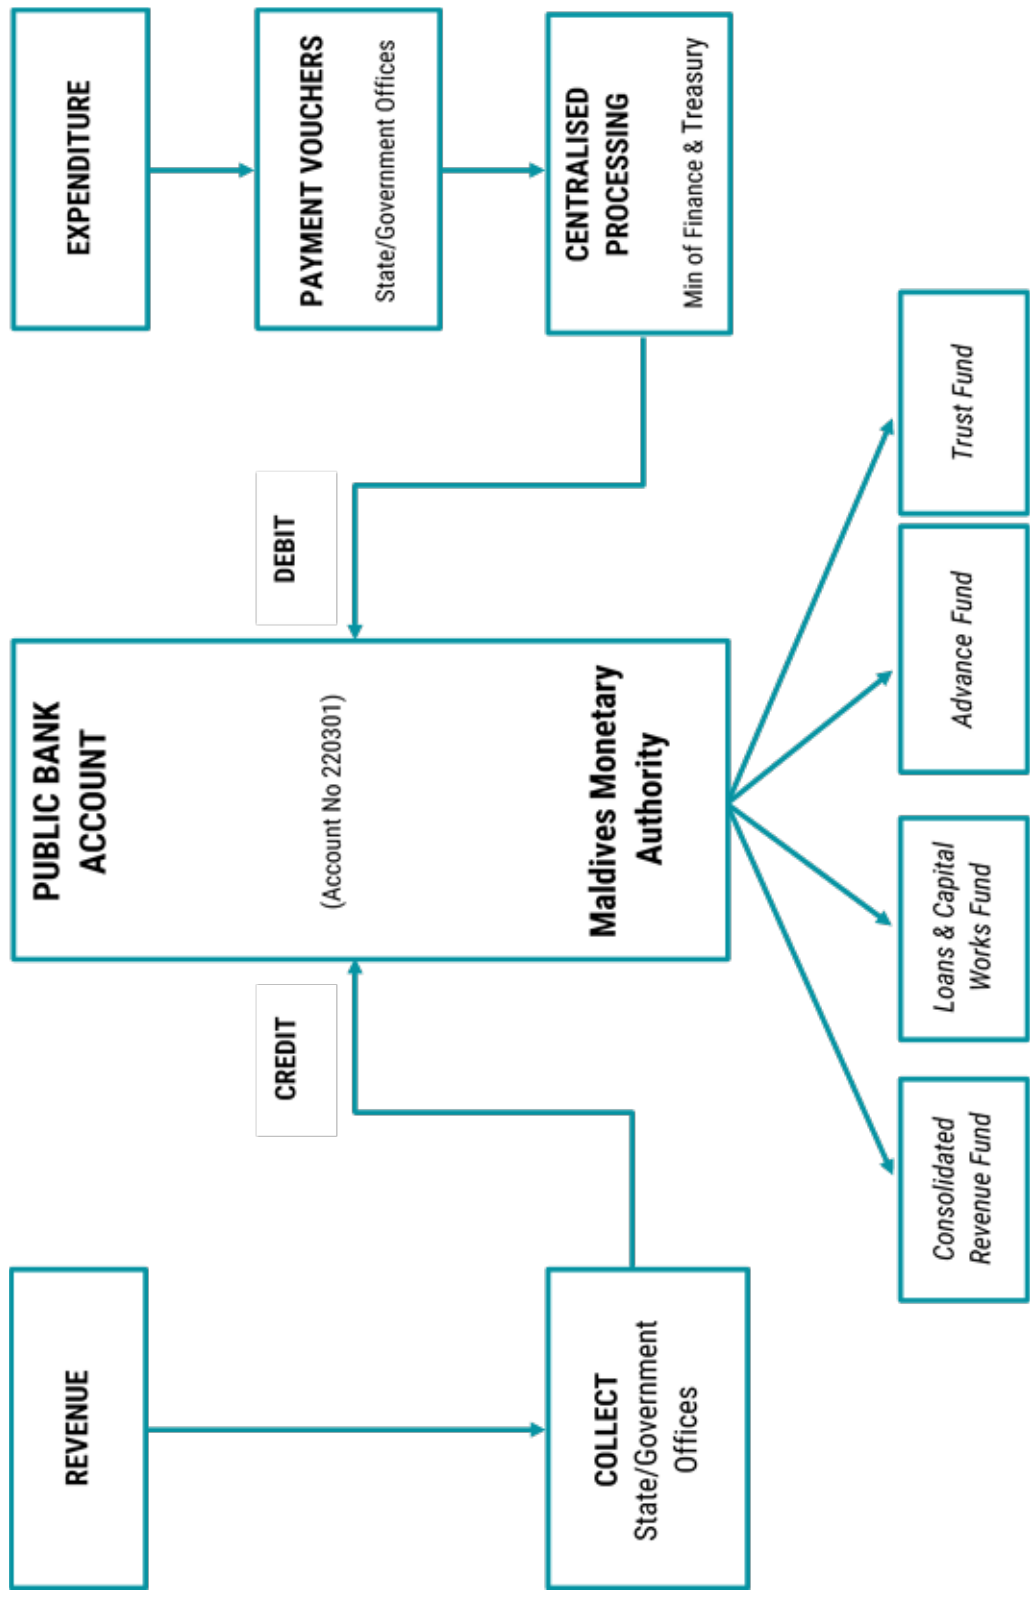 REVENUE
COLLECT
State/Government
Offices
CREDIT
PUBLIC BANK
ACCOUNT
(Account No 220301)
Maldives Monetary
Authority
DEBIT
EXPENDITURE
PAYMENT VOUCHERS
State/Government Offices
CENTRALISED
PROCESSING
Min of Finance & Treasury
Consolidated
Revenue Fund
Loans & Capital
Works Fund
Advance Fund
Trust Fund